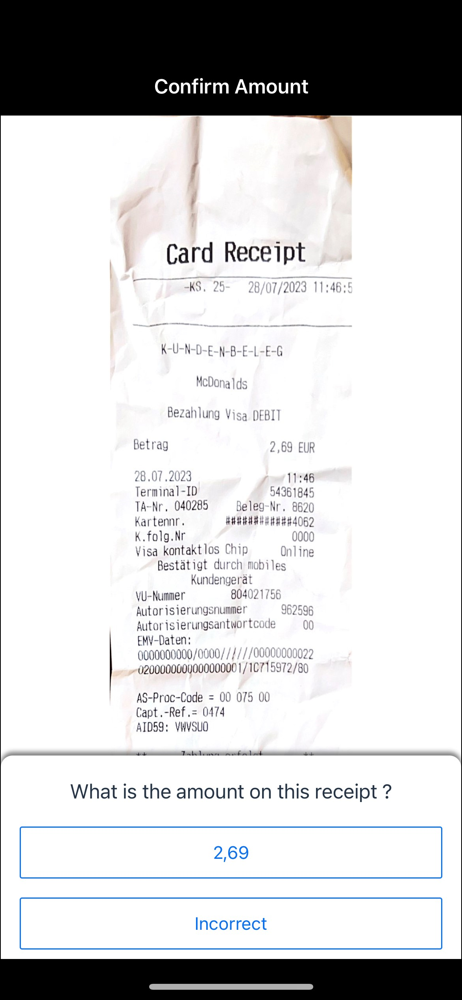 Confirm Amount
Card Receipt
-KS. 25- 28/07/2023 11:46:5
K-U-N-D-E-N-B-E-L-E-G
McDonalds
Bezahlung Visa DEBIT
Betrag 2,69 EUR
28.07.2023 11:46
Terminal-ID 54361845
TA-Nr. 040285 Beleg-Nr. 8620
Kartennr. ############4062
K.folg.Nr 0000
Visa kontaktlos Chip Online
Bestätigt durch mobiles
Kundengerät
VU-Nummer 804021756
Autorisierungsnummer 962596
Autorisierungsantwortcode 00
EMV-Daten:
0000000000/0000//////00000000022
0200000000000000001/1C715972/80
AS-Proc-Code = 00 075 00
Capt.-Ref.= 0474
AID59: VWVSUO
** Zahlung erfolgt **
What is the amount on this receipt ?
2,69
Incorrect